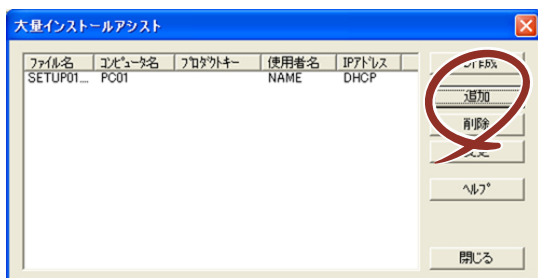 大量インストールアシスト
ファイル名 コンピュータ名 プロダクトキー 使用者名 IPアドレス
SETUP01... PC01 NAME DHCP
追加
削除
変更
ヘルプ
閉じる